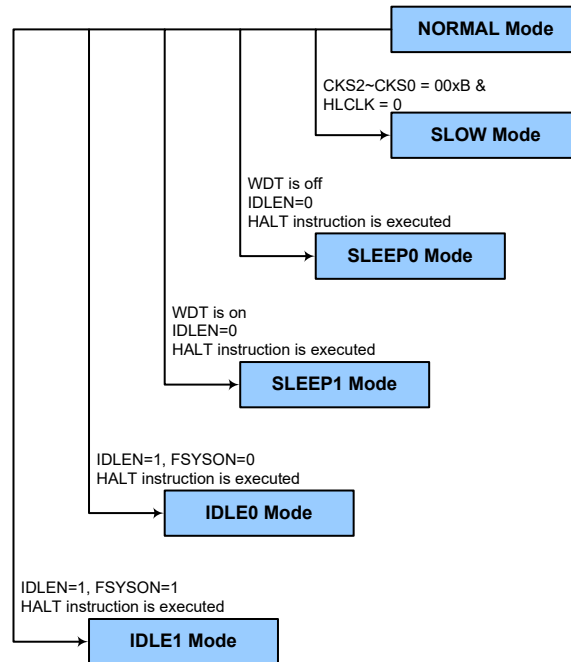 NORMAL Mode
CKS2~CKS0 = 00xB &
HLCLK = 0
SLOW Mode
WDT is off
IDLEN=0
HALT instruction is executed
SLEEP0 Mode
WDT is on
IDLEN=0
HALT instruction is executed
SLEEP1 Mode
IDLEN=1, FSYSON=0
HALT instruction is executed
IDLE0 Mode
IDLEN=1, FSYSON=1
HALT instruction is executed
IDLE1 Mode